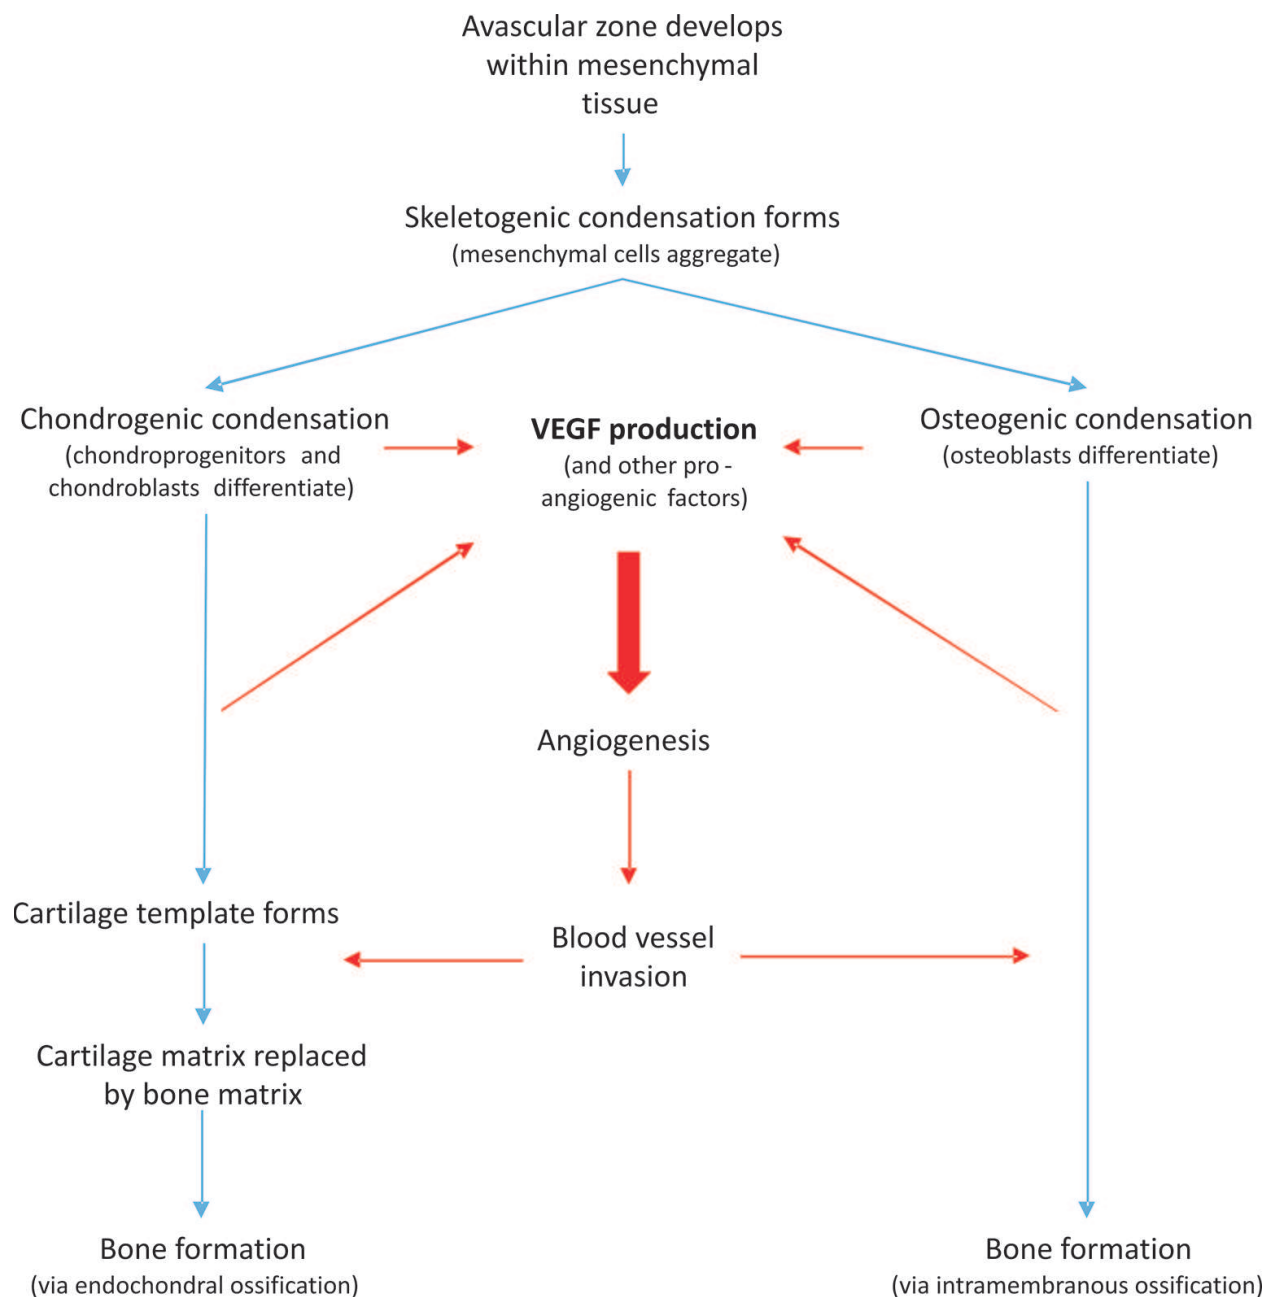 Avascular zone develops
within mesenchymal
tissue
Skeletogenic condensation forms
(mesenchymal cells aggregate)
Chondrogenic condensation
(chondroprogenitors and
chondroblasts differentiate)
VEGF production
(and other pro -
angiogenic factors)
Osteogenic condensation
(osteoblasts differentiate)
Angiogenesis
Cartilage template forms
Blood vessel
invasion
Cartilage matrix replaced
by bone matrix
Bone formation
(via endochondral ossification)
Bone formation
(via intramembranous ossification)